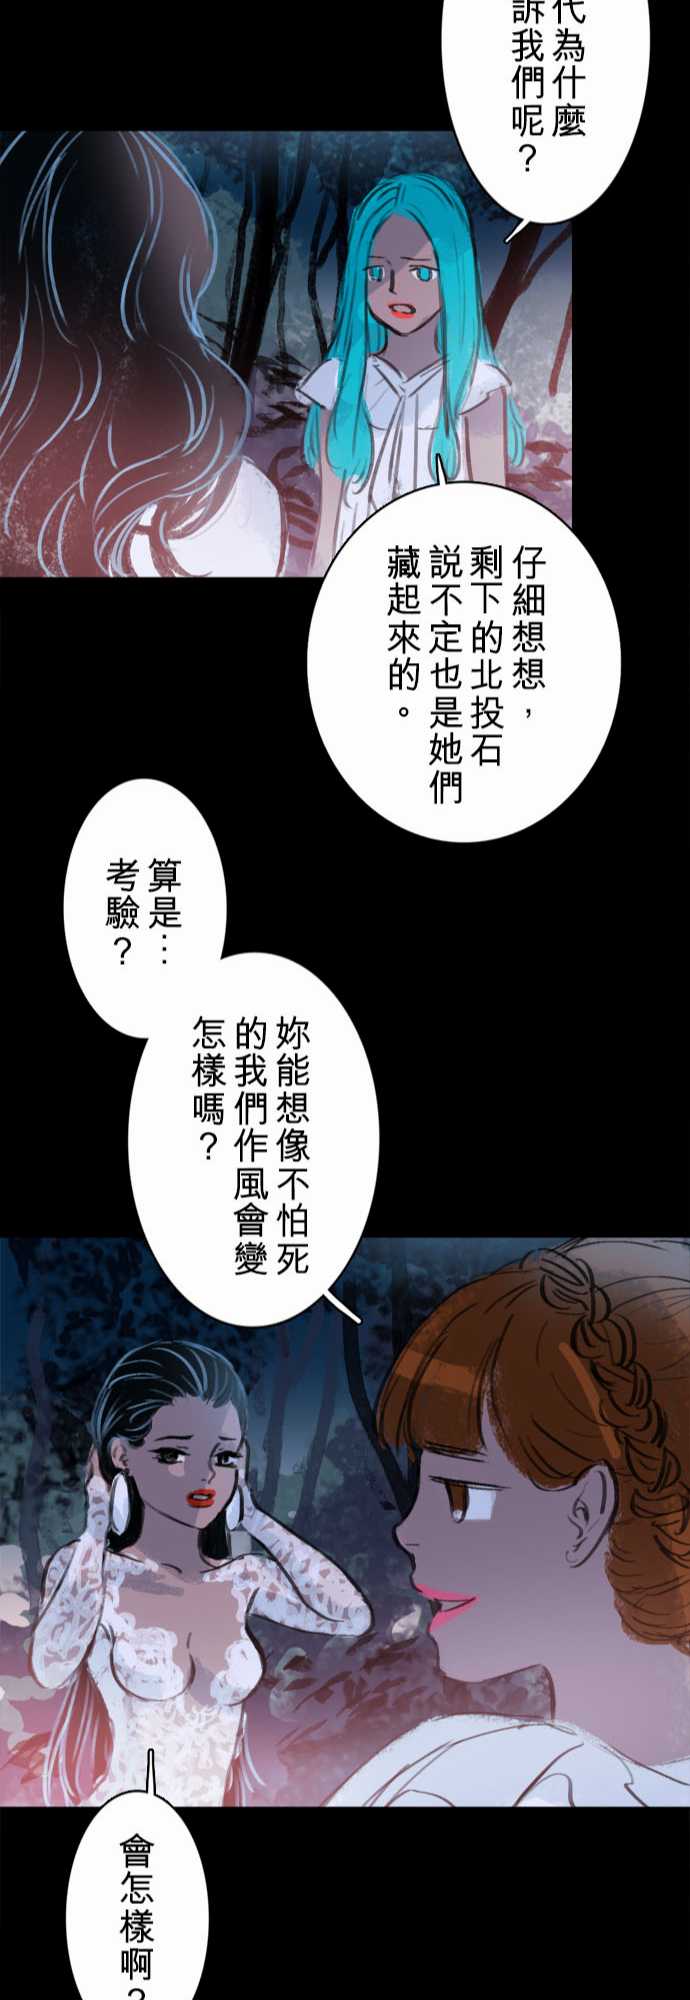 代為什麼
訴我們呢？
仔細想想，
剩下的北投石
說不定也是她們
藏起來的。
算是…
考驗？
妳能想像不怕死
的我們作風會變
怎樣嗎？
會怎樣啊？